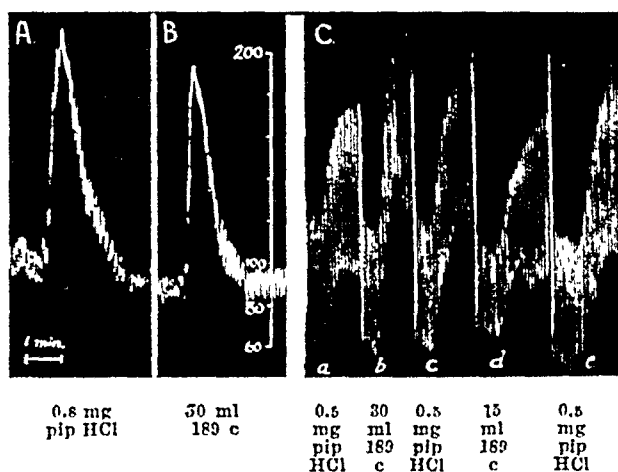 A
B
C.
200
100
80
60
1 min.
a
b
c
d
e
0.8 mg
pip HCl
30 ml
189 c
0.5
mg
pip
HCl
30
ml
189
c
0.5
mg
pip
HCl
15
ml
189
c
0.5
mg
pip
HCl